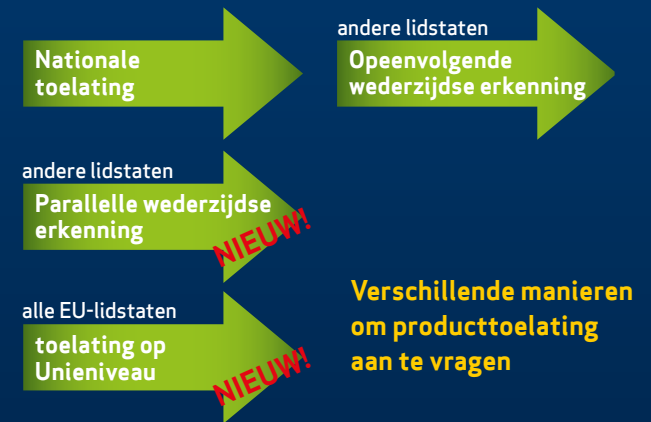 Nationale
toelating
andere lidstaten
Opeenvolgende
wederzijdse erkenning
andere lidstaten
Parallelle wederzijdse
erkenning
NIEUW!
alle EU-lidstaten
toelating op
Unieniveau
NIEUW!
Verschillende manieren
om producttoelating
aan te vragen